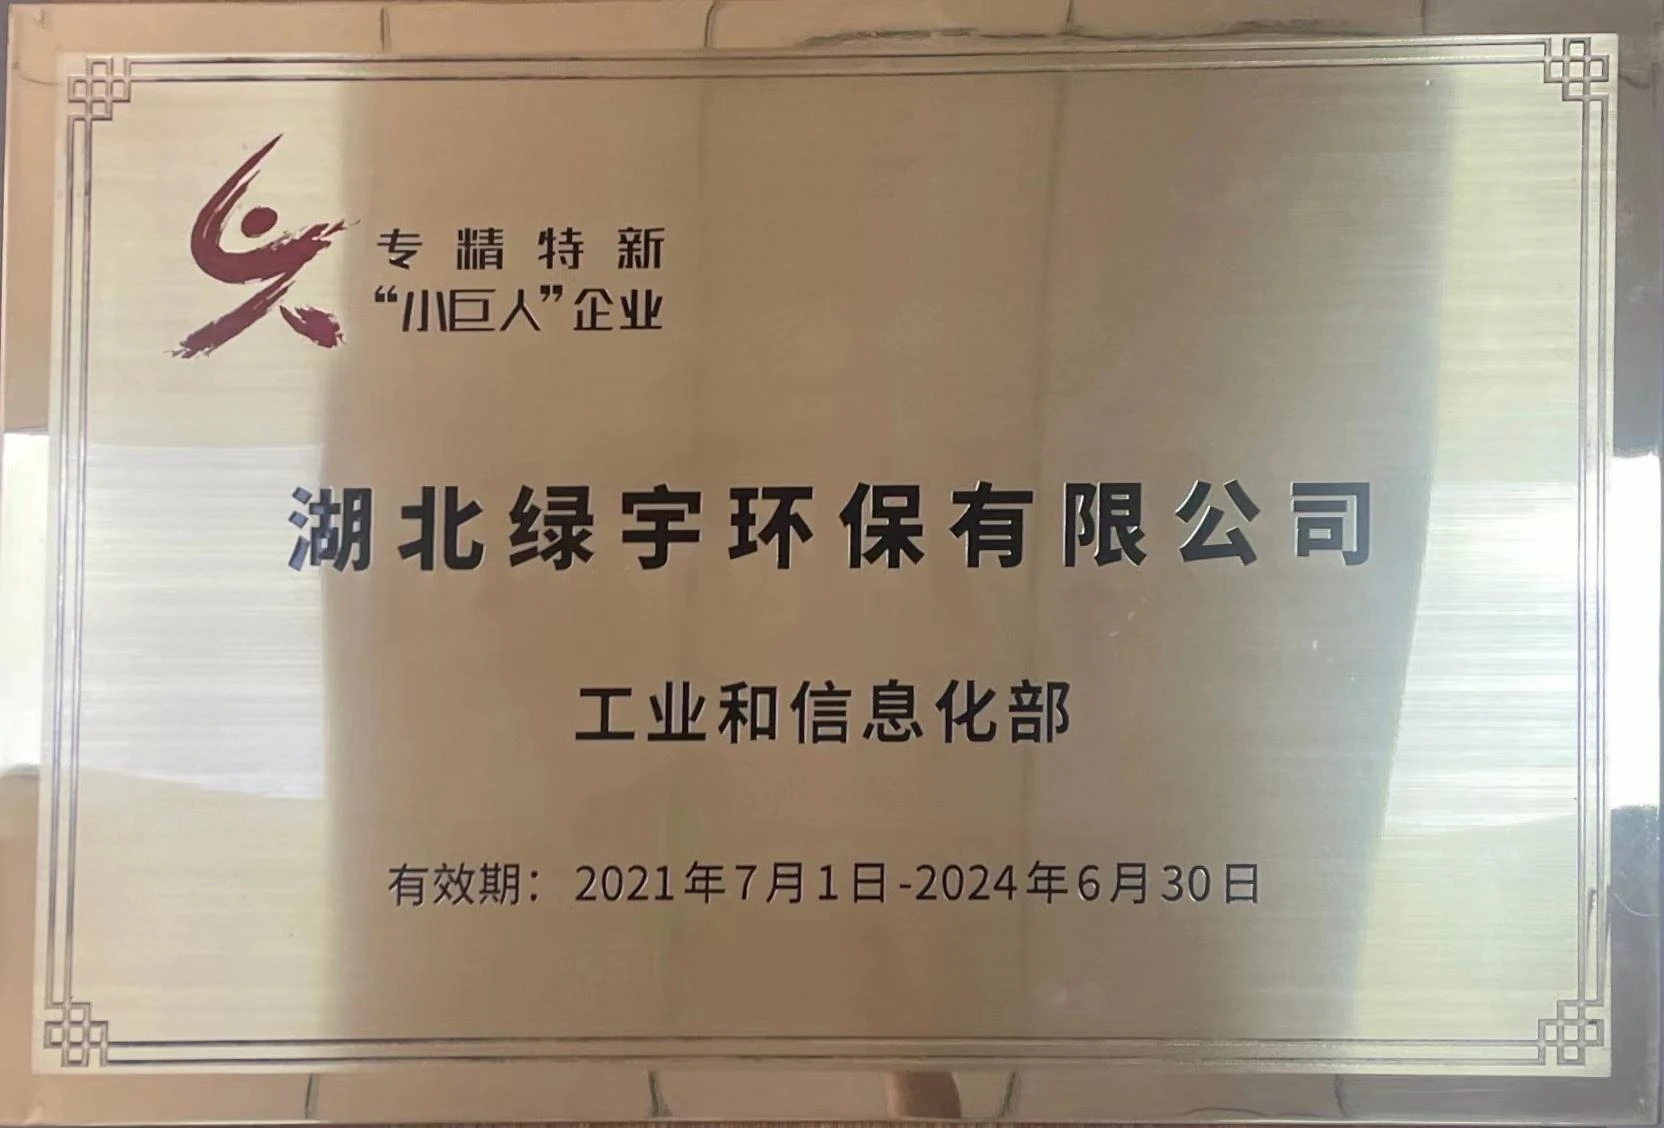 专精特新
“小巨人”企业
湖北绿宇环保有限公司
工业和信息化部
有效期：2021年7月1日-2024年6月30日